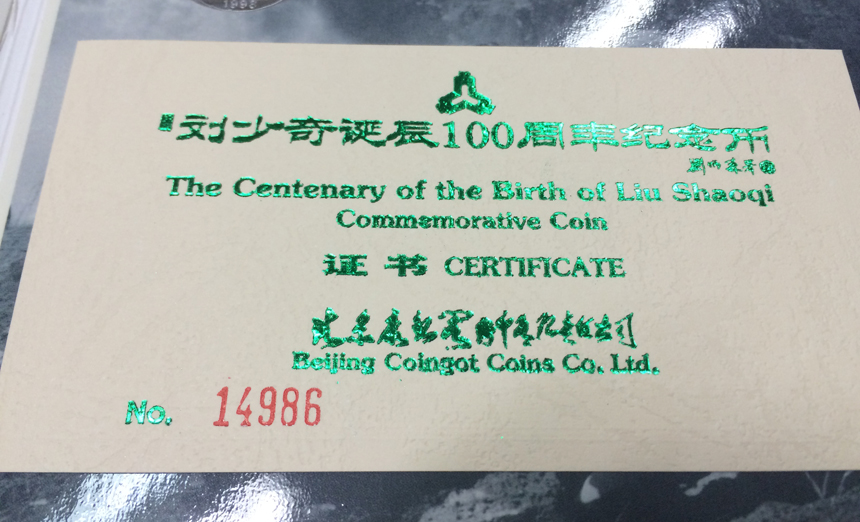 1998
刘少奇诞辰100周年纪念币
The Centenary of the Birth of Liu Shaoqi
Commemorative Coin
证书 CERTIFICATE
Beijing Coingot Coins Co. Ltd.
No. 14986